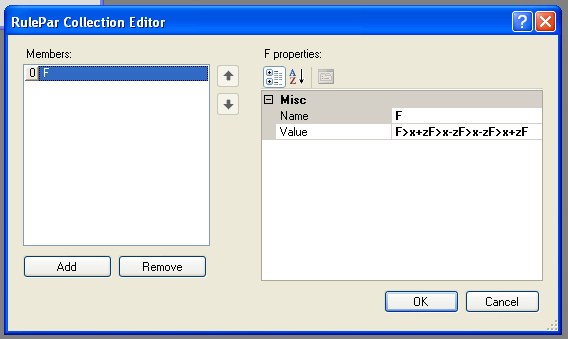 RulePar Collection Editor
Members:
0 F
Add
Remove
F properties:
Misc
Name F
Value F>x+zF>x-zF>x-zF>x+zF
OK
Cancel